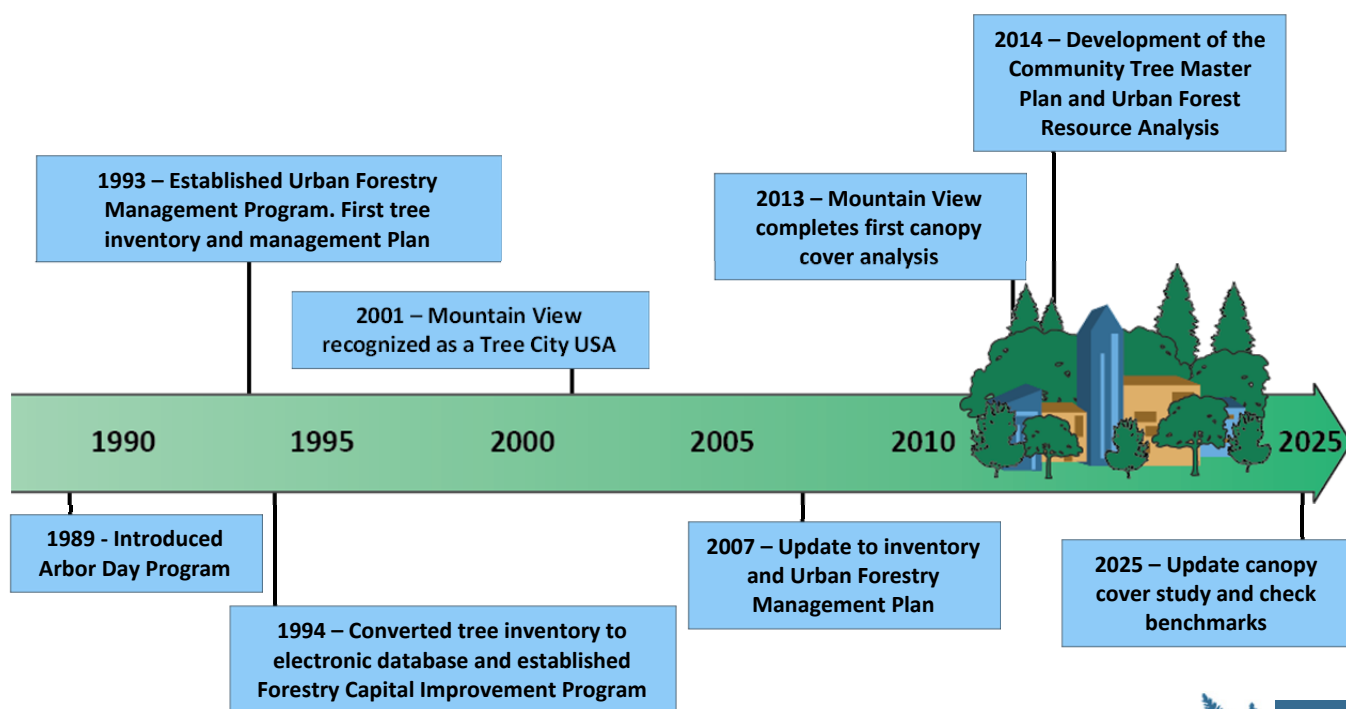 2014 – Development of the
Community Tree Master
Plan and Urban Forest
Resource Analysis
1993 – Established Urban Forestry
Management Program. First tree
inventory and management Plan
2013 – Mountain View
completes first canopy
cover analysis
2001 – Mountain View
recognized as a Tree City USA
1990
1995
2000
2005
2010
2025
1989 - Introduced
Arbor Day Program
2007 – Update to inventory
and Urban Forestry
Management Plan
2025 – Update canopy
cover study and check
benchmarks
1994 – Converted tree inventory to
electronic database and established
Forestry Capital Improvement Program